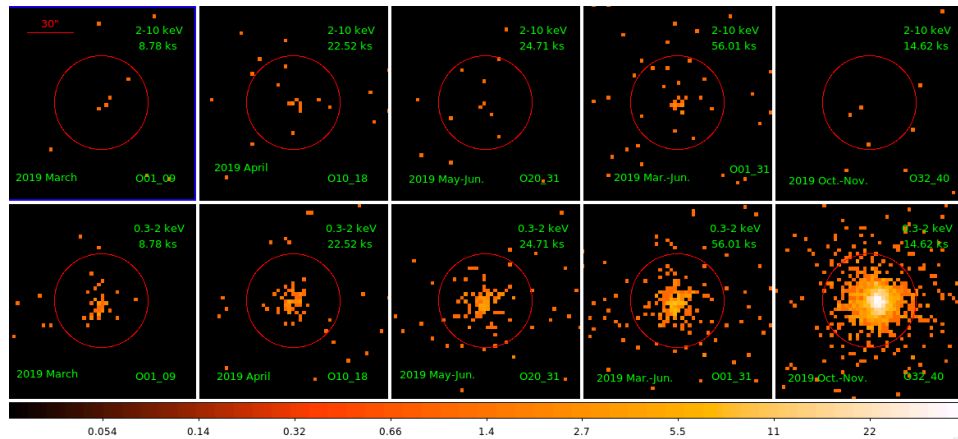 30"
2-10 keV
8.78 ks
2019 March
O01_09
2-10 keV
22.52 ks
2019 April
O10_18
2-10 keV
24.71 ks
2019 May-Jun.
O20_31
2-10 keV
56.01 ks
2019 Mar.-Jun.
O01_31
2-10 keV
14.62 ks
2019 Oct.-Nov.
O32_40
0.3-2 keV
8.78 ks
2019 March
O01_09
0.3-2 keV
22.52 ks
2019 April
O10_18
0.3-2 keV
24.71 ks
2019 May-Jun.
O20_31
0.3-2 keV
56.01 ks
2019 Mar.-Jun.
O01_31
0.3-2 keV
14.62 ks
2019 Oct.-Nov.
O32_40
0.054 0.14 0.32 0.66 1.4 2.7 5.5 11 22